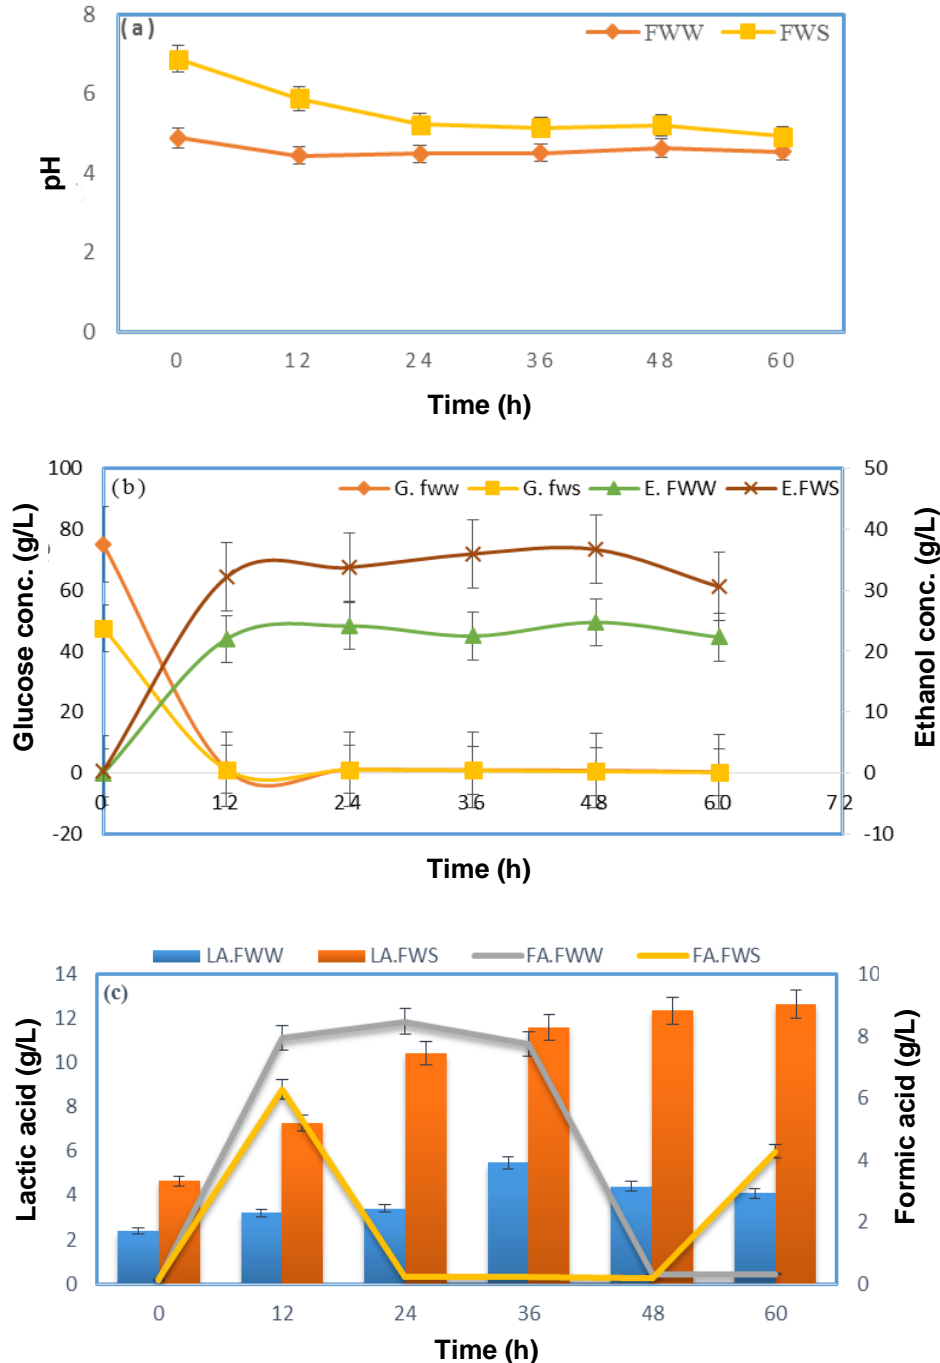 (a)
FWW FWS
8
6
4
2
0
pH
0 12 24 36 48 60
Time (h)
(b)
G. fww G. fws E. FWW E.FWS
100
80
60
40
20
0
-20
Glucose conc. (g/L)
50
40
30
20
10
0
-10
Ethanol conc. (g/L)
0 12 24 36 48 60 72
Time (h)
LA.FWW LA.FWS FA.FWW FA.FWS
(c)
14
12
10
8
6
4
2
0
Lactic acid (g/L)
10
8
6
4
2
0
Formic acid (g/L)
0 12 24 36 48 60
Time (h)